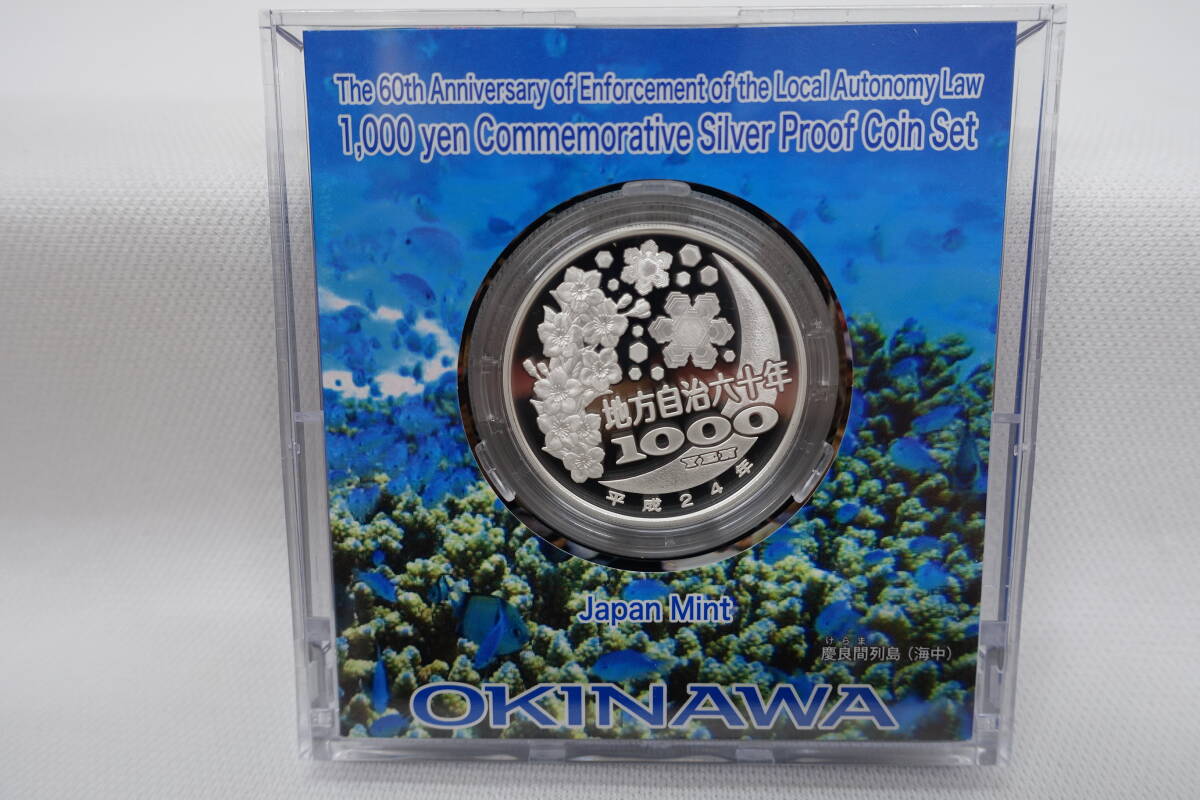 The 60th Anniversary of Enforcement of the Local Autonomy Law
1,000 yen Commemorative Silver Proof Coin Set
地方自治六十年
1000
YEN
平成24年
Japan Mint
けらま
慶良間列島（海中）
OKINAWA